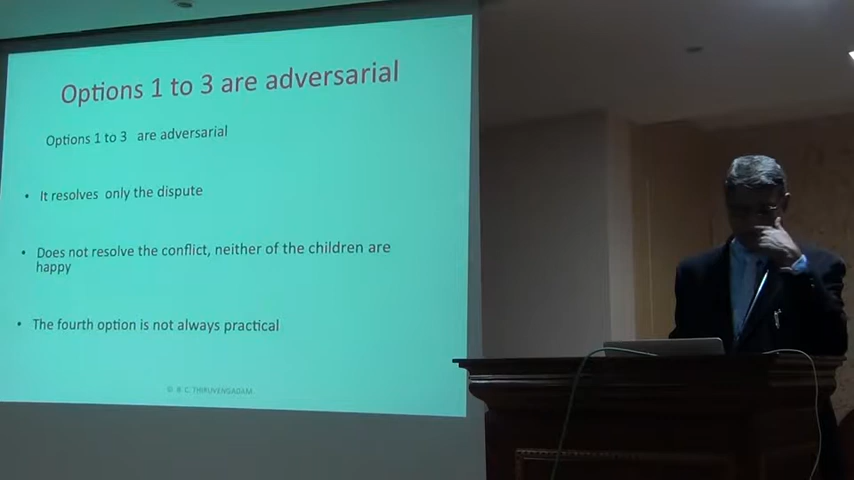 Options 1 to 3 are adversarial
Options 1 to 3 are adversarial
• It resolves only the dispute
• Does not resolve the conflict, neither of the children are
happy
• The fourth option is not always practical
© B C THIRUVENGADAM